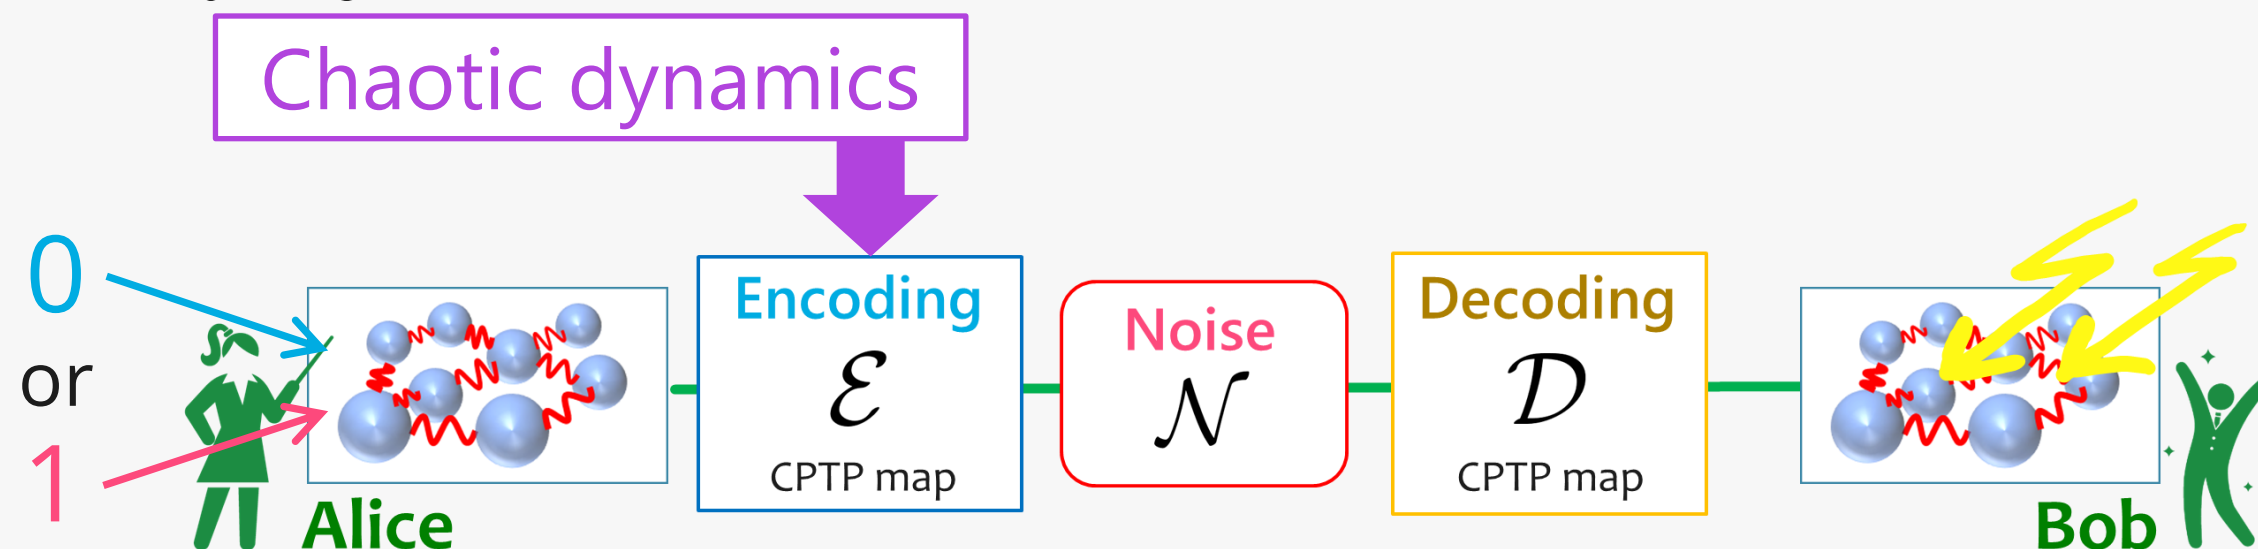 Chaotic dynamics
0
or
1
Alice
Encoding
ℰ
CPTP map
Noise
𝒩
Decoding
𝒟
CPTP map
Bob